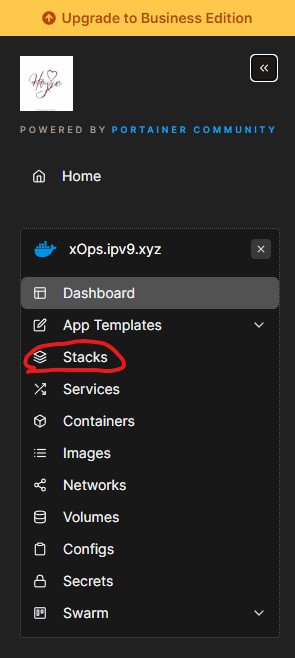 Upgrade to Business Edition
POWERED BY PORTAINER COMMUNITY
Home
xOps.ipv9.xyz
Dashboard
App Templates
Stacks
Services
Containers
Images
Networks
Volumes
Configs
Secrets
Swarm